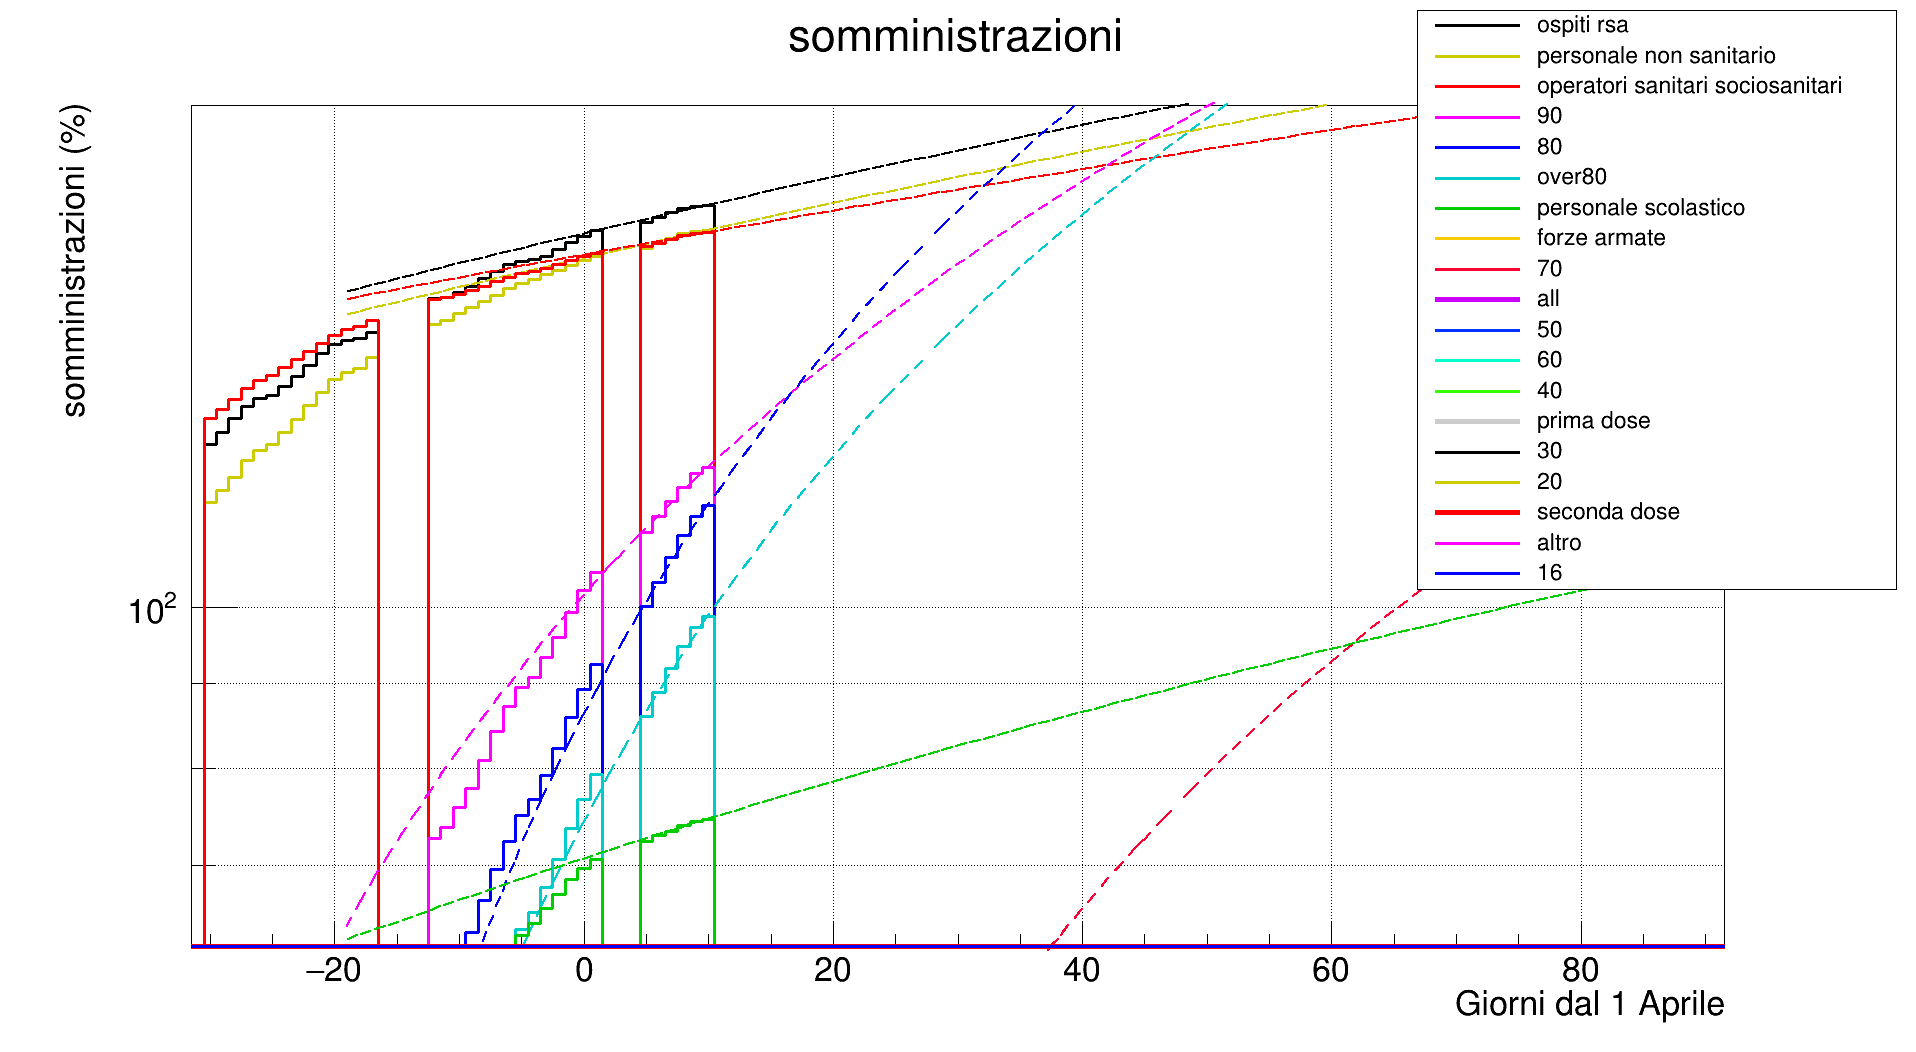 somministrazioni
ospiti rsa
personale non sanitario
operatori sanitari sociosanitari
90
80
over80
personale scolastico
forze armate
70
all
50
60
40
prima dose
30
20
seconda dose
altro
16
somministrazioni (%)
10²
−20 0 20 40 60 80
Giorni dal 1 Aprile